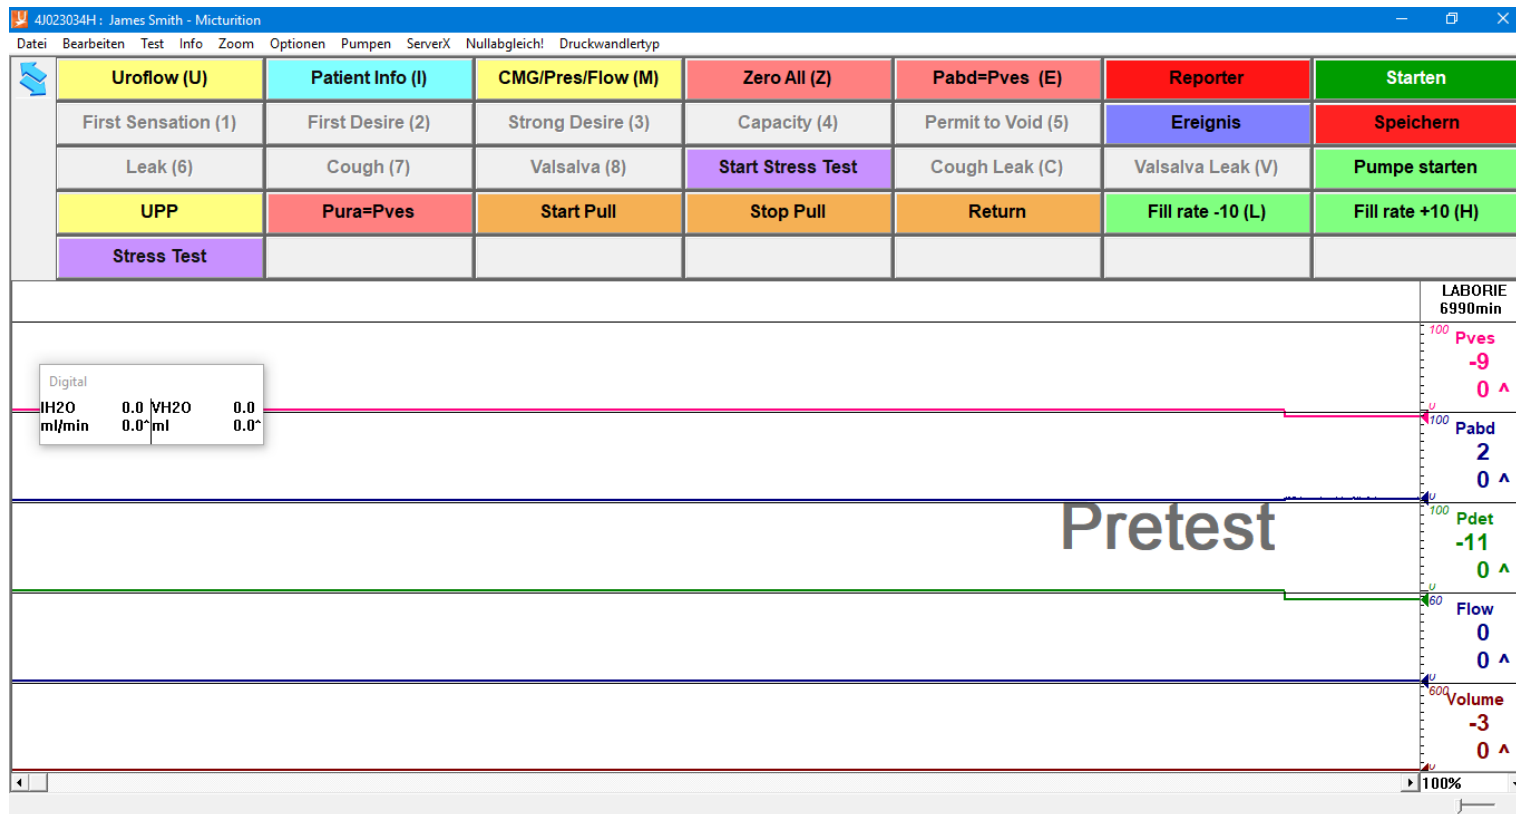 4J023034H : James Smith - Micturition
Datei Bearbeiten Test Info Zoom Optionen Pumpen ServerX Nullabgleich! Druckwandlertyp
Uroflow (U) Patient Info (I) CMG/Pres/Flow (M) Zero All (Z) Pabd=Pves (E) Reporter Starten
First Sensation (1) First Desire (2) Strong Desire (3) Capacity (4) Permit to Void (5) Ereignis Speichern
Leak (6) Cough (7) Valsalva (8) Start Stress Test Cough Leak (C) Valsalva Leak (V) Pumpe starten
UPP Pura=Pves Start Pull Stop Pull Return Fill rate -10 (L) Fill rate +10 (H)
Stress Test
LABORIE
6990min
100 Pves
-9
0 ^
0
Digital
IH2O 0.0 VH2O 0.0
ml/min 0.0^ ml 0.0^
100 Pabd
2
0 ^
0
Pretest
100 Pdet
-11
0 ^
0
60 Flow
0
0 ^
0
600 Volume
-3
0 ^
0
100%